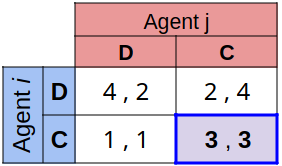 Agent j
D C
Agent i
D 4 , 2 2 , 4
C 1 , 1 3 , 3